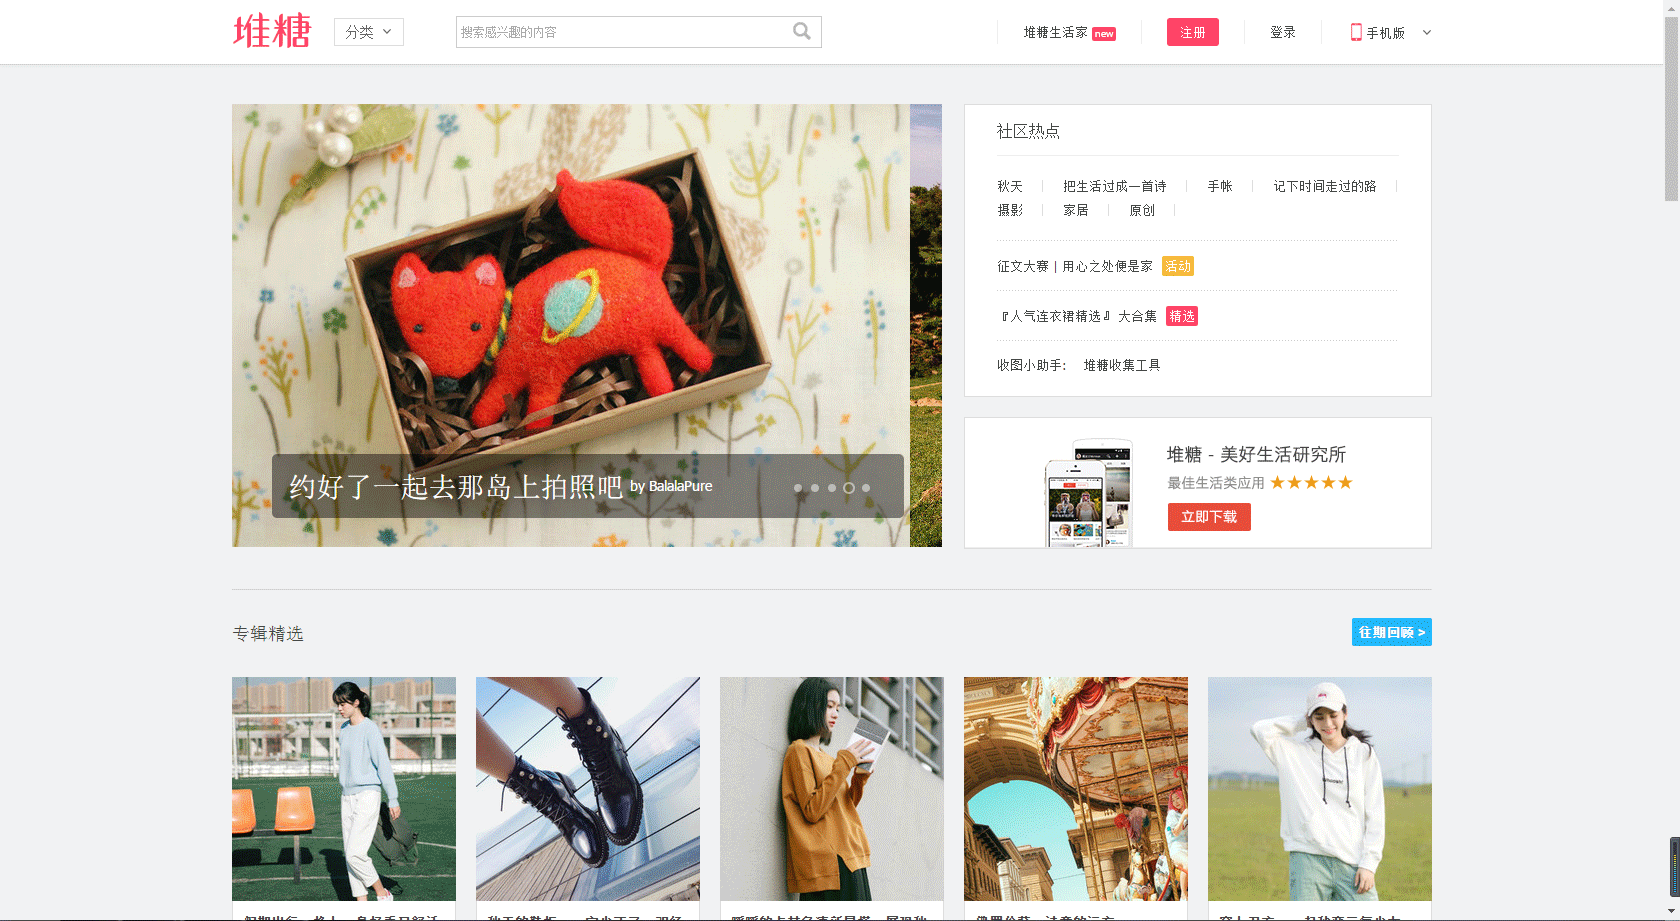 堆糖
分类
搜索感兴趣的内容
堆糖生活家 new
注册
登录
手机版
社区热点
秋天 把生活过成一首诗 手帐 记下时间走过的路
摄影 家居 原创
征文大赛 | 用心之处便是家 活动
『人气连衣裙精选』大合集 精选
收图小助手: 堆糖收集工具
约好了一起去那岛上拍照吧 by BalalaPure
堆糖 - 美好生活研究所
最佳生活类应用 ★★★★★
立即下载
专辑精选
往期回顾 >